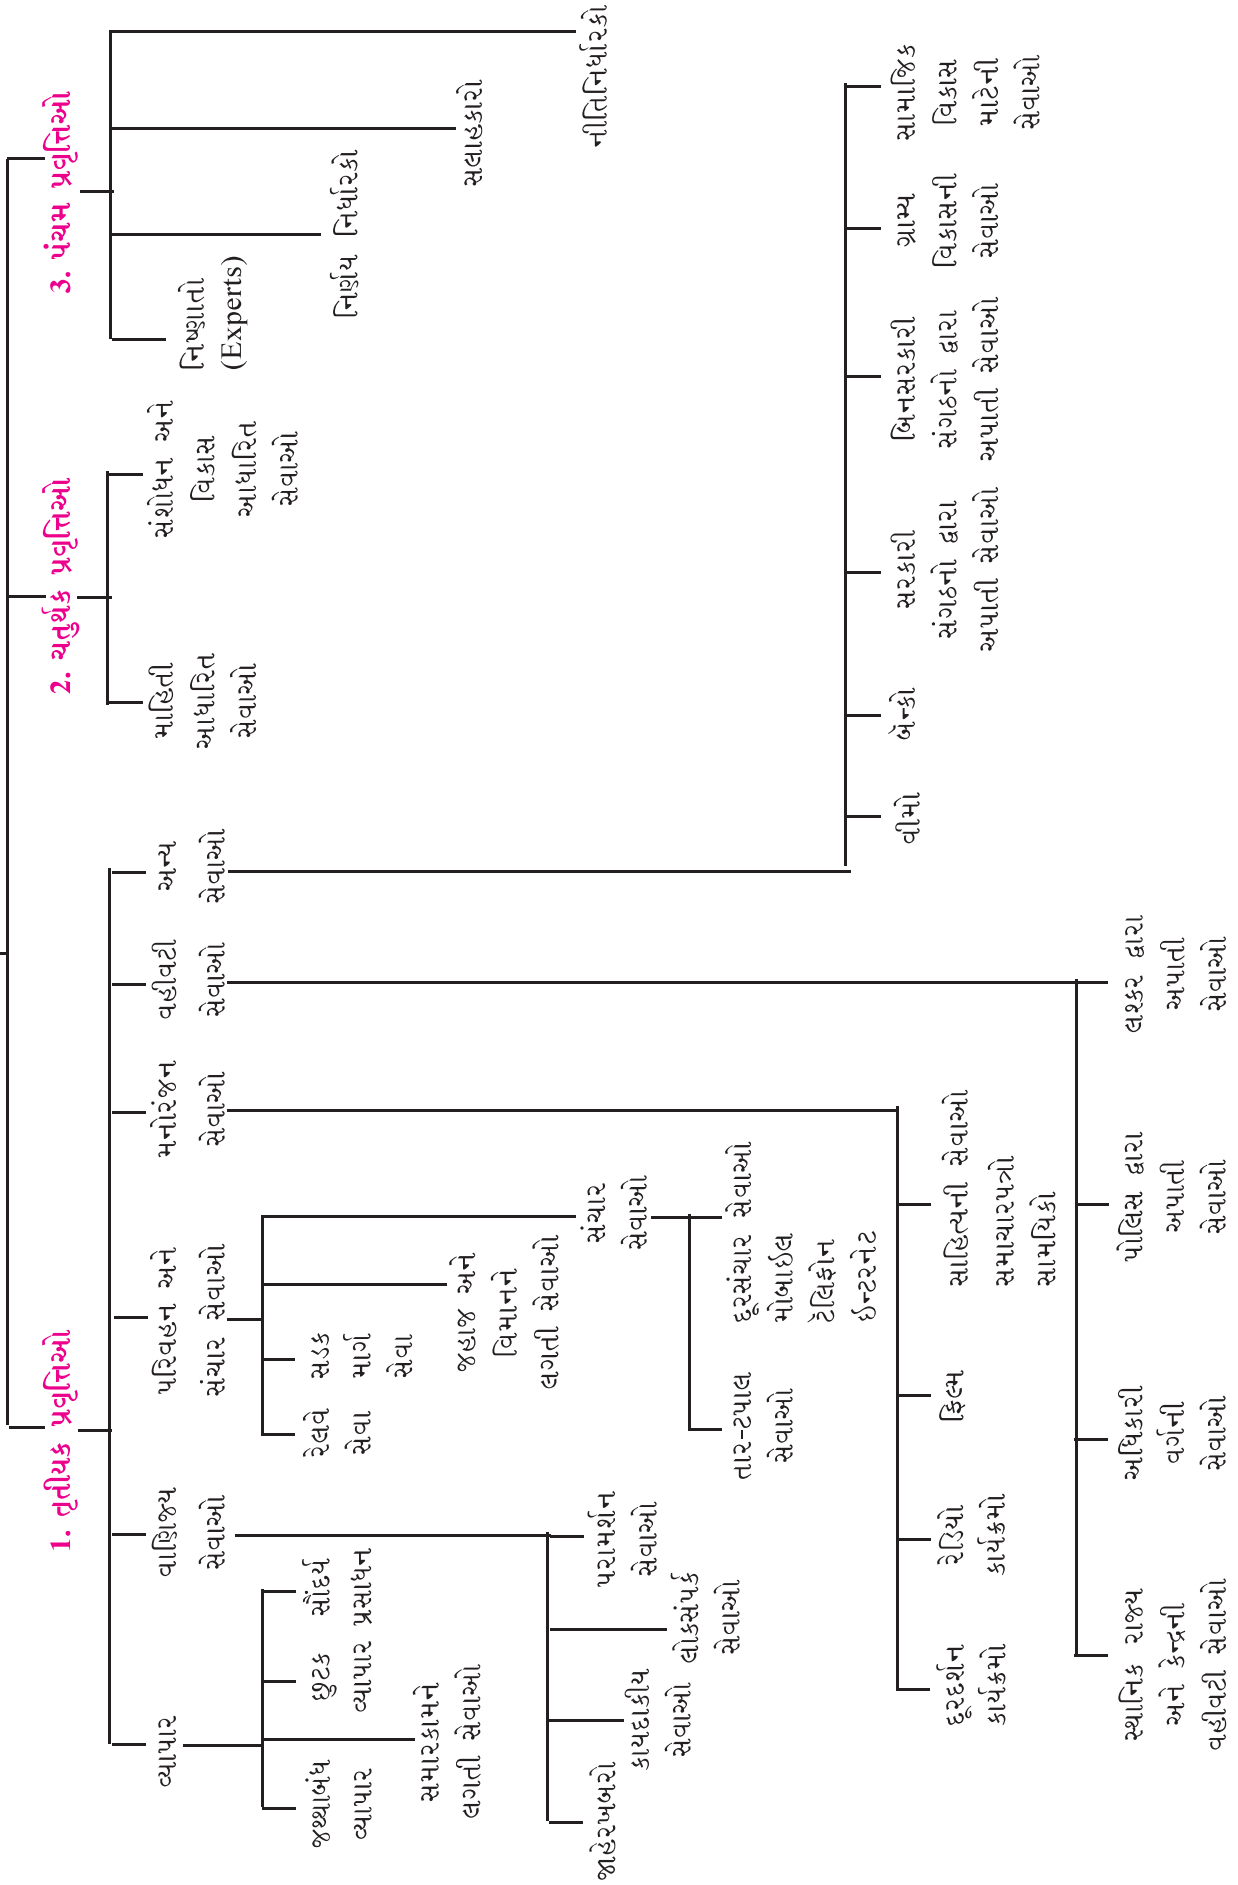 1. તૃતીયક પ્રવૃત્તિઓ
2. ચતુર્થક પ્રવૃત્તિઓ
3. પંચમ પ્રવૃત્તિઓ
વ્યાપાર
વાણિજ્ય
સેવાઓ
પરિવહન અને
સંચાર સેવાઓ
મનોરંજન
સેવાઓ
વહીવટી
સેવાઓ
અન્ય
સેવાઓ
માહિતી
આધારિત
સેવાઓ
સંશોધન અને
વિકાસ
આધારિત
સેવાઓ
નિષ્ણાતો
(Experts)
નિર્ણય નિર્ધારકો
સલાહકારો
નીતિનિર્ધારકો
જથ્થાબંધ
વ્યાપાર
સમારકામને
લગતી સેવાઓ
છુટક
વ્યાપાર
સૌંદર્ય
પ્રસાધન
રેલવે
સેવા
સડક
માર્ગ
સેવા
જહાજ અને
વિમાનને
લગતી સેવાઓ
સંચાર
સેવાઓ
જાહેરખબરો
કાયદાકીય
સેવાઓ
લોકસંપર્ક
સેવાઓ
પરામર્શન
સેવાઓ
તાર-ટપાલ
સેવાઓ
દૂરસંચાર સેવાઓ
મોબાઈલ
ટૅલિફોન
ઈન્ટરનેટ
વીમો
બૅન્કો
સરકારી
સંગઠનો દ્વારા
અપાતી સેવાઓ
બિનસરકારી
સંગઠનો દ્વારા
અપાતી સેવાઓ
ગ્રામ્ય
વિકાસની
સેવાઓ
સામાજિક
વિકાસ
માટેની
સેવાઓ
દૂરદર્શન
કાર્યક્રમો
રેડિયો
કાર્યક્રમો
ફિલ્મ
સાહિત્યની સેવાઓ
સમાચારપત્રો
સામયિકો
સ્થાનિક રાજ્ય
અને કેન્દ્રની
વહીવટી સેવાઓ
અધિકારી
વર્ગની
સેવાઓ
પોલિસ દ્વારા
અપાતી
સેવાઓ
લશ્કર દ્વારા
અપાતી
સેવાઓ